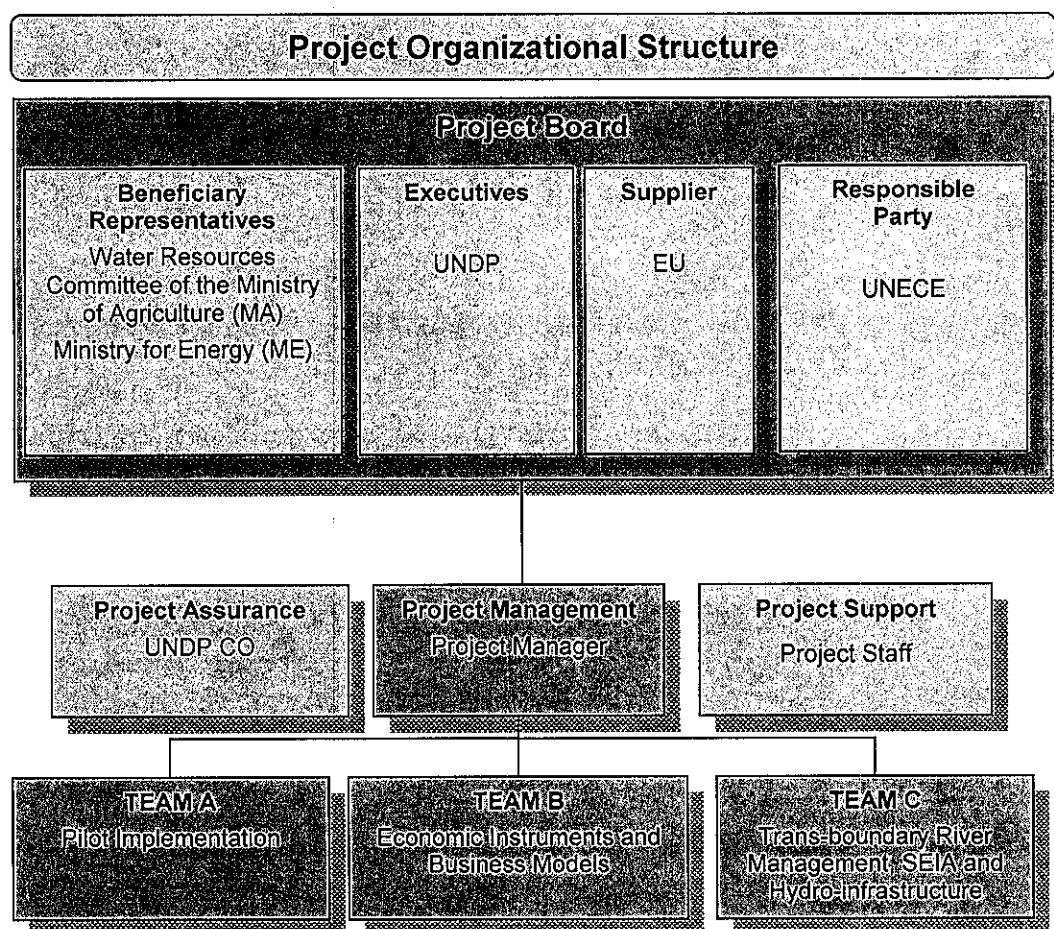 Project Organizational Structure
Project Board
Beneficiary
Representatives
Water Resources
Committee of the Ministry
of Agriculture (MA)
Ministry for Energy (ME)
Executives
UNDP
Supplier
EU
Responsible
Party
UNECE
Project Assurance
UNDP CO
Project Management
Project Manager
Project Support
Project Staff
TEAM A
Pilot Implementation
TEAM B
Economic Instruments and
Business Models
TEAM C
Trans-boundary River
Management, SEIA and
Hydro-infrastructure